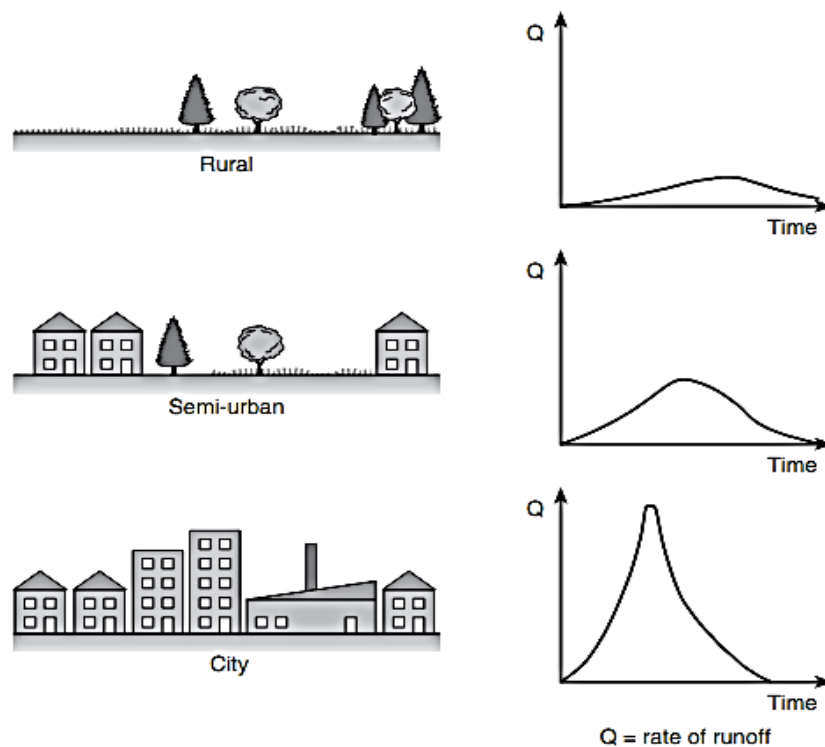 Q
Rural
Time
Q
Semi-urban
Time
Q
City
Time
Q = rate of runoff